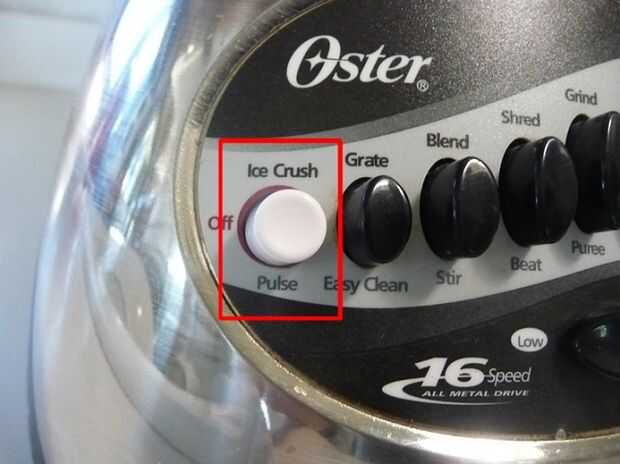 Oster®
Ice Crush
Grate
Blend
Shred
Grind
Off
Pulse
Easy Clean
Stir
Beat
Puree
Low
16 Speed
ALL METAL DRIVE